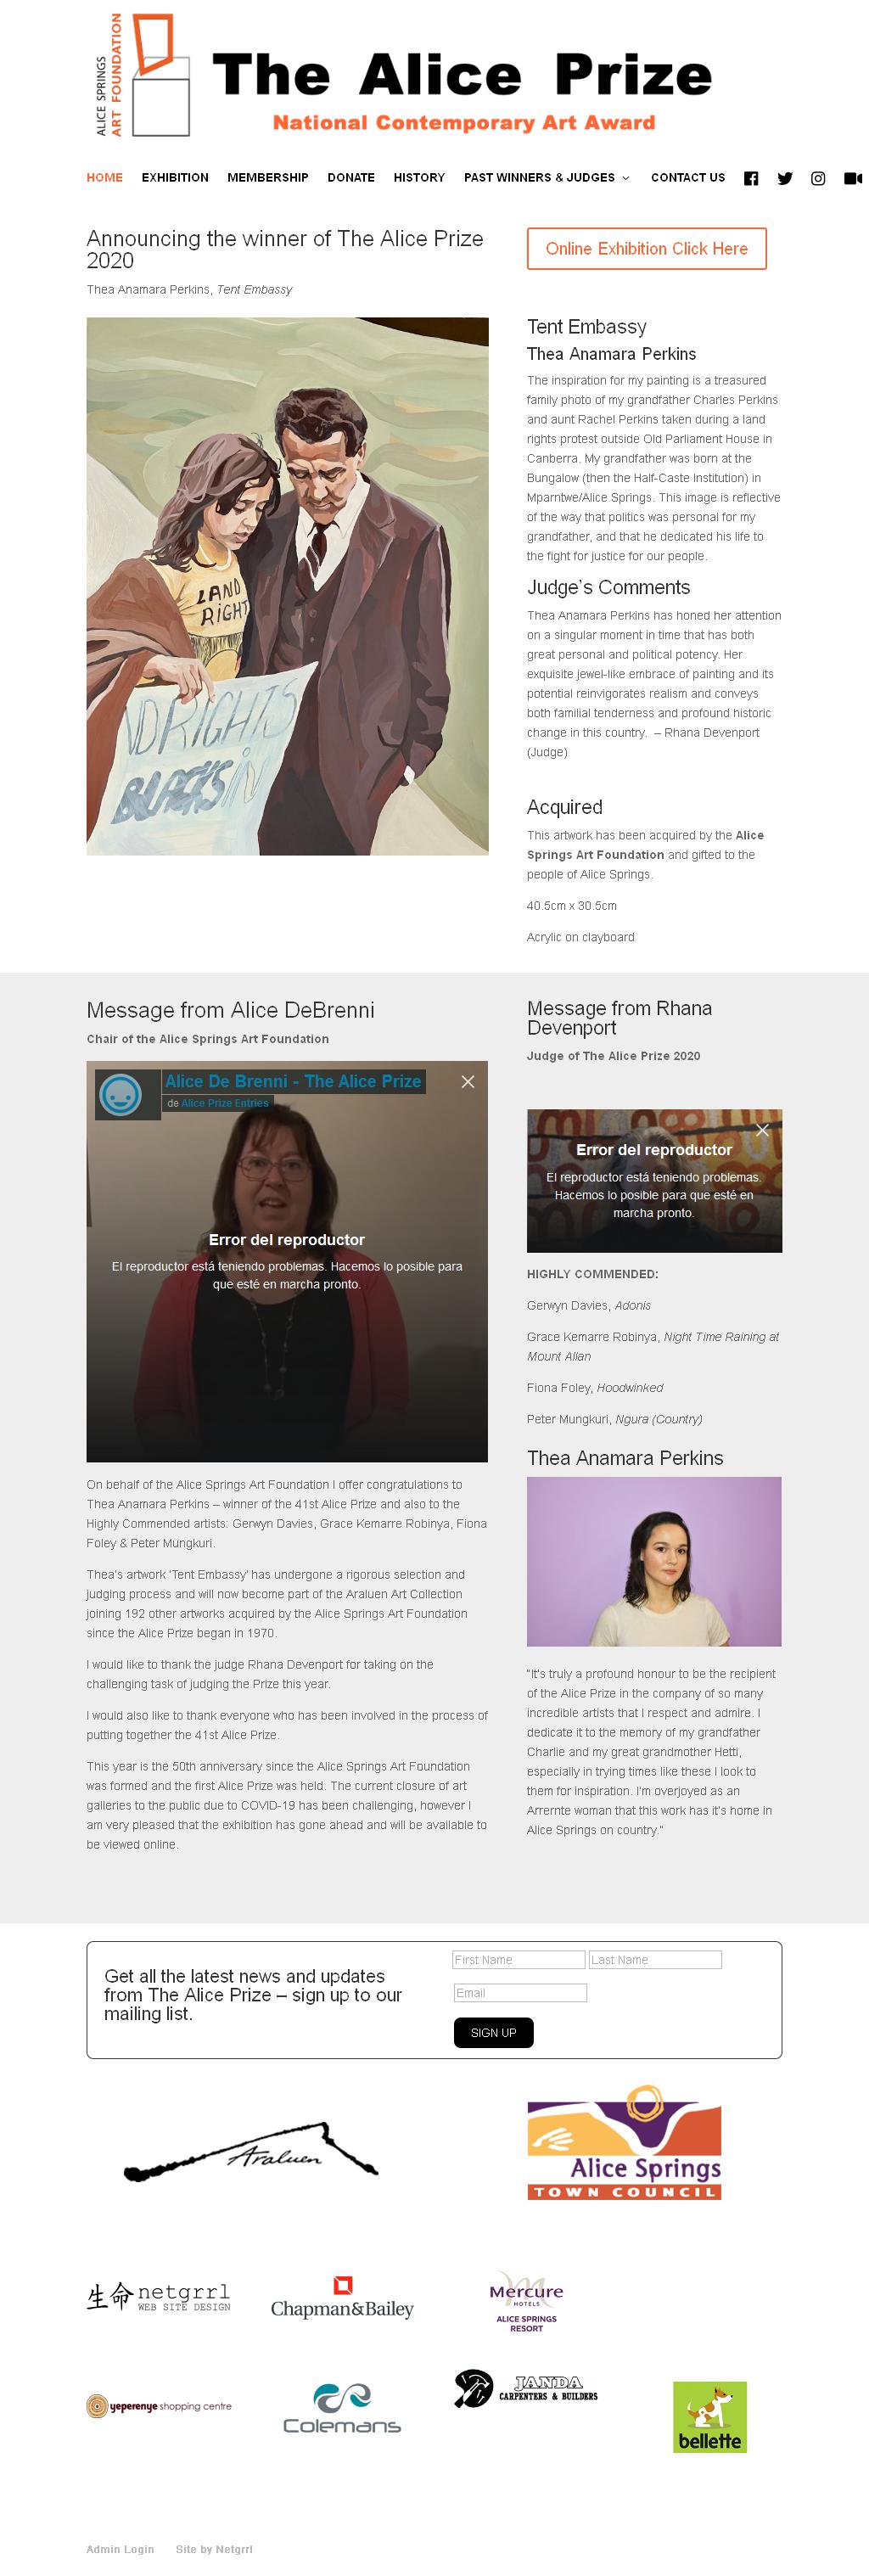 ALICE SPRINGS
ART FOUNDATION
The Alice Prize
National Contemporary Art Award
HOME EXHIBITION MEMBERSHIP DONATE HISTORY PAST WINNERS & JUDGES CONTACT US
Announcing the winner of The Alice Prize
2020
Thea Anamara Perkins, Tent Embassy
LAND
RIGHT
ND RIGHTS
BLACKS IN
Online Exhibition Click Here
Tent Embassy
Thea Anamara Perkins
The inspiration for my painting is a treasured
family photo of my grandfather Charles Perkins
and aunt Rachel Perkins taken during a land
rights protest outside Old Parliament House in
Canberra. My grandfather was born at the
Bungalow (then the Half-Caste Institution) in
Mparntwe/Alice Springs. This image is reflective
of the way that politics was personal for my
grandfather, and that he dedicated his life to
the fight for justice for our people.
Judge's Comments
Thea Anamara Perkins has honed her attention
on a singular moment in time that has both
great personal and political potency. Her
exquisite jewel-like embrace of painting and its
potential reinvigorates realism and conveys
both familial tenderness and profound historic
change in this country. – Rhana Devenport
(Judge)
Acquired
This artwork has been acquired by the Alice
Springs Art Foundation and gifted to the
people of Alice Springs.
40.5cm x 30.5cm
Acrylic on clayboard
Message from Alice DeBrenni
Chair of the Alice Springs Art Foundation
Alice De Brenni - The Alice Prize
de Alice Prize Entries
Error del reproductor
El reproductor está teniendo problemas. Hacemos lo posible para
que esté en marcha pronto.
On behalf of the Alice Springs Art Foundation I offer congratulations to
Thea Anamara Perkins – winner of the 41st Alice Prize and also to the
Highly Commended artists: Gerwyn Davies, Grace Kemarre Robinya, Fiona
Foley & Peter Mungkuri.
Thea's artwork 'Tent Embassy' has undergone a rigorous selection and
judging process and will now become part of the Araluen Art Collection
joining 192 other artworks acquired by the Alice Springs Art Foundation
since the Alice Prize began in 1970.
I would like to thank the judge Rhana Devenport for taking on the
challenging task of judging the Prize this year.
I would also like to thank everyone who has been involved in the process of
putting together the 41st Alice Prize.
This year is the 50th anniversary since the Alice Springs Art Foundation
was formed and the first Alice Prize was held. The current closure of art
galleries to the public due to COVID-19 has been challenging, however I
am very pleased that the exhibition has gone ahead and will be available to
be viewed online.
Message from Rhana
Devenport
Judge of The Alice Prize 2020
Error del reproductor
El reproductor está teniendo problemas.
Hacemos lo posible para que esté en
marcha pronto.
HIGHLY COMMENDED:
Gerwyn Davies, Adonis
Grace Kemarre Robinya, Night Time Raining at
Mount Allan
Fiona Foley, Hoodwinked
Peter Mungkuri, Ngura (Country)
Thea Anamara Perkins
"It's truly a profound honour to be the recipient
of the Alice Prize in the company of so many
incredible artists that I respect and admire. I
dedicate it to the memory of my grandfather
Charlie and my great grandmother Hetti,
especially in trying times like these I look to
them for inspiration. I'm overjoyed as an
Arrernte woman that this work has it's home in
Alice Springs on country."
Get all the latest news and updates
from The Alice Prize – sign up to our
mailing list.
First Name Last Name
Email
SIGN UP
Araluen
Alice Springs
TOWN COUNCIL
生命 netgrrl
WEB SITE DESIGN
Chapman&Bailey
Mercure
HOTELS
ALICE SPRINGS
RESORT
yeperenye shopping centre
Colemans
JANDA
CARPENTERS & BUILDERS
bellette
Admin Login Site by Netgrrl